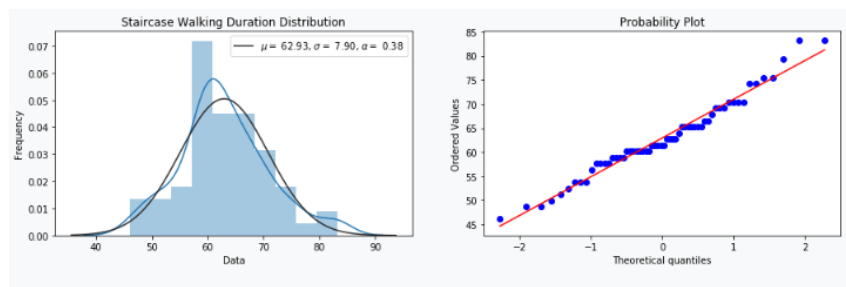 Staircase Walking Duration Distribution
μ = 62.93, σ = 7.90, α = 0.38
0.07
0.06
0.05
0.04
0.03
0.02
0.01
0.00
Frequency
40 50 60 70 80 90
Data
Probability Plot
85
80
75
70
65
60
55
50
45
Ordered Values
−2 −1 0 1 2
Theoretical quantiles